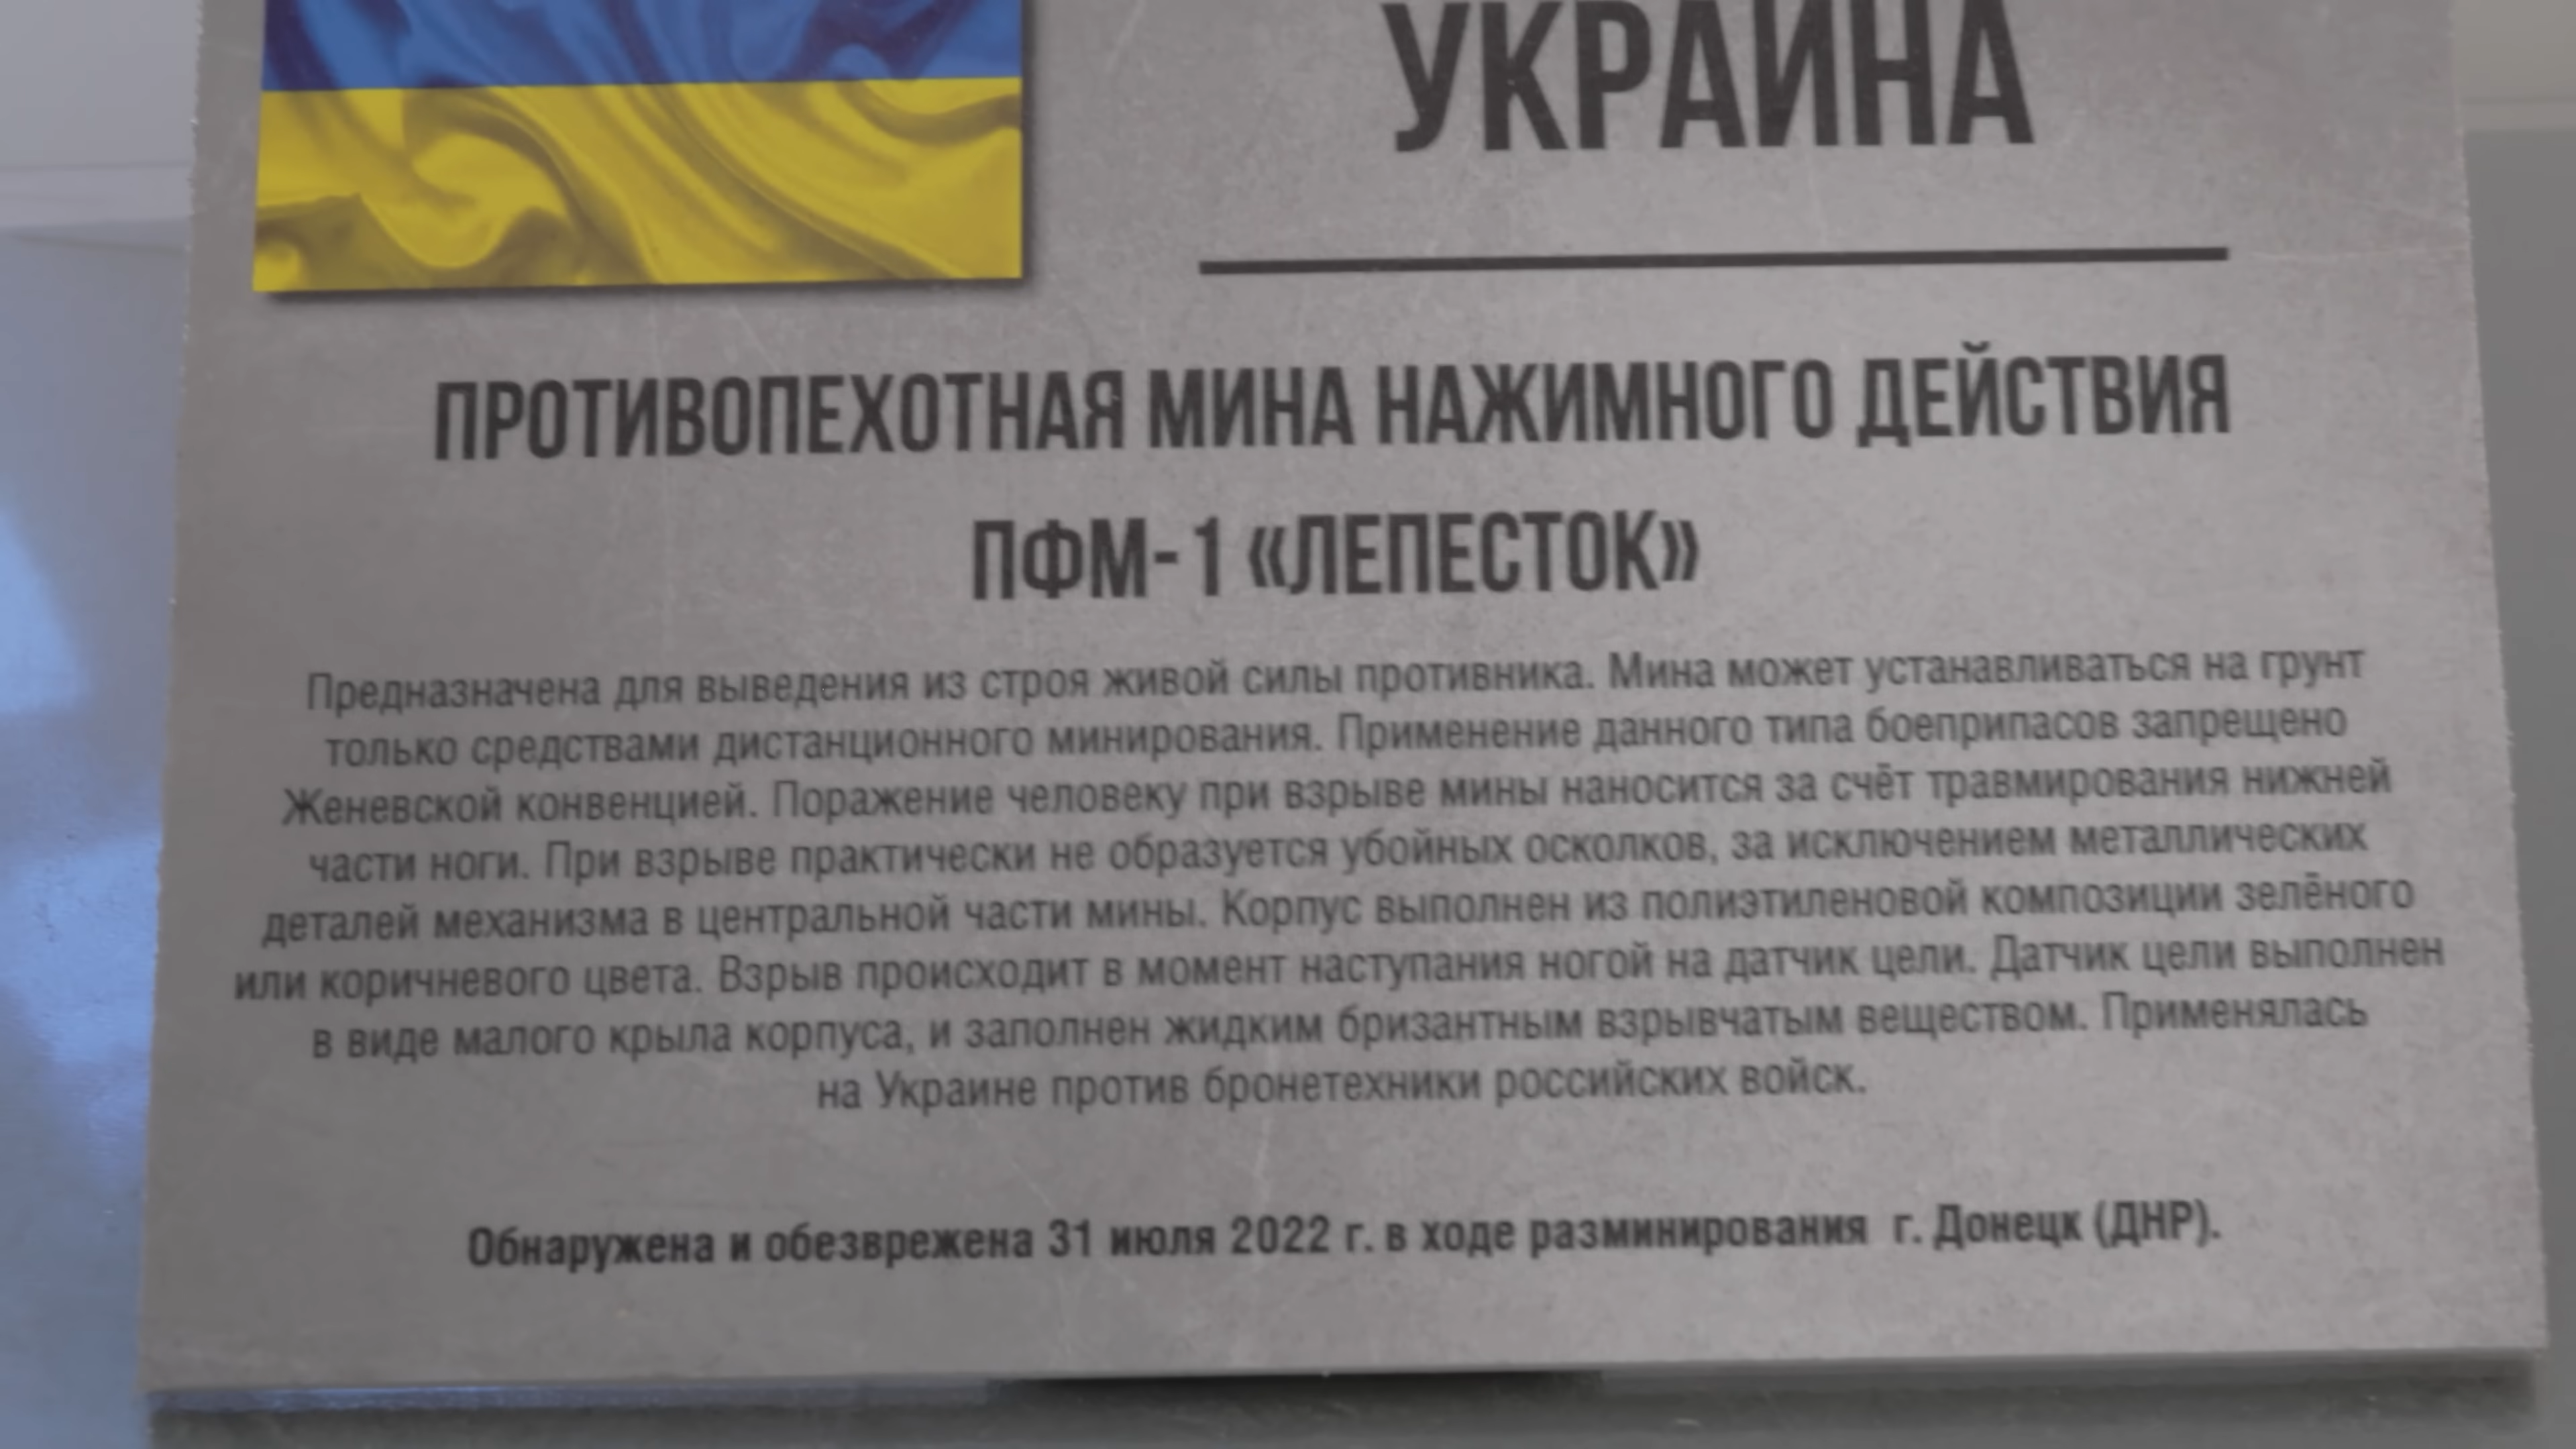 УКРАИНА
ПРОТИВОПЕХОТНАЯ МИНА НАЖИМНОГО ДЕЙСТВИЯ
ПФМ-1 «ЛЕПЕСТОК»
Предназначена для выведения из строя живой силы противника. Мина может устанавливаться на грунт
только средствами дистанционного минирования. Применение данного типа боеприпасов запрещено
Женевской конвенцией. Поражение человеку при взрыве мины наносится за счёт травмирования нижней
части ноги. При взрыве практически не образуется убойных осколков, за исключением металлических
деталей механизма в центральной части мины. Корпус выполнен из полиэтиленовой композиции зелёного
или коричневого цвета. Взрыв происходит в момент наступания ногой на датчик цели. Датчик цели выполнен
в виде малого крыла корпуса, и заполнен жидким бризантным взрывчатым веществом. Применялась
на Украине против бронетехники российских войск.
Обнаружена и обезврежена 31 июля 2022 г. в ходе разминирования г. Донецк (ДНР).